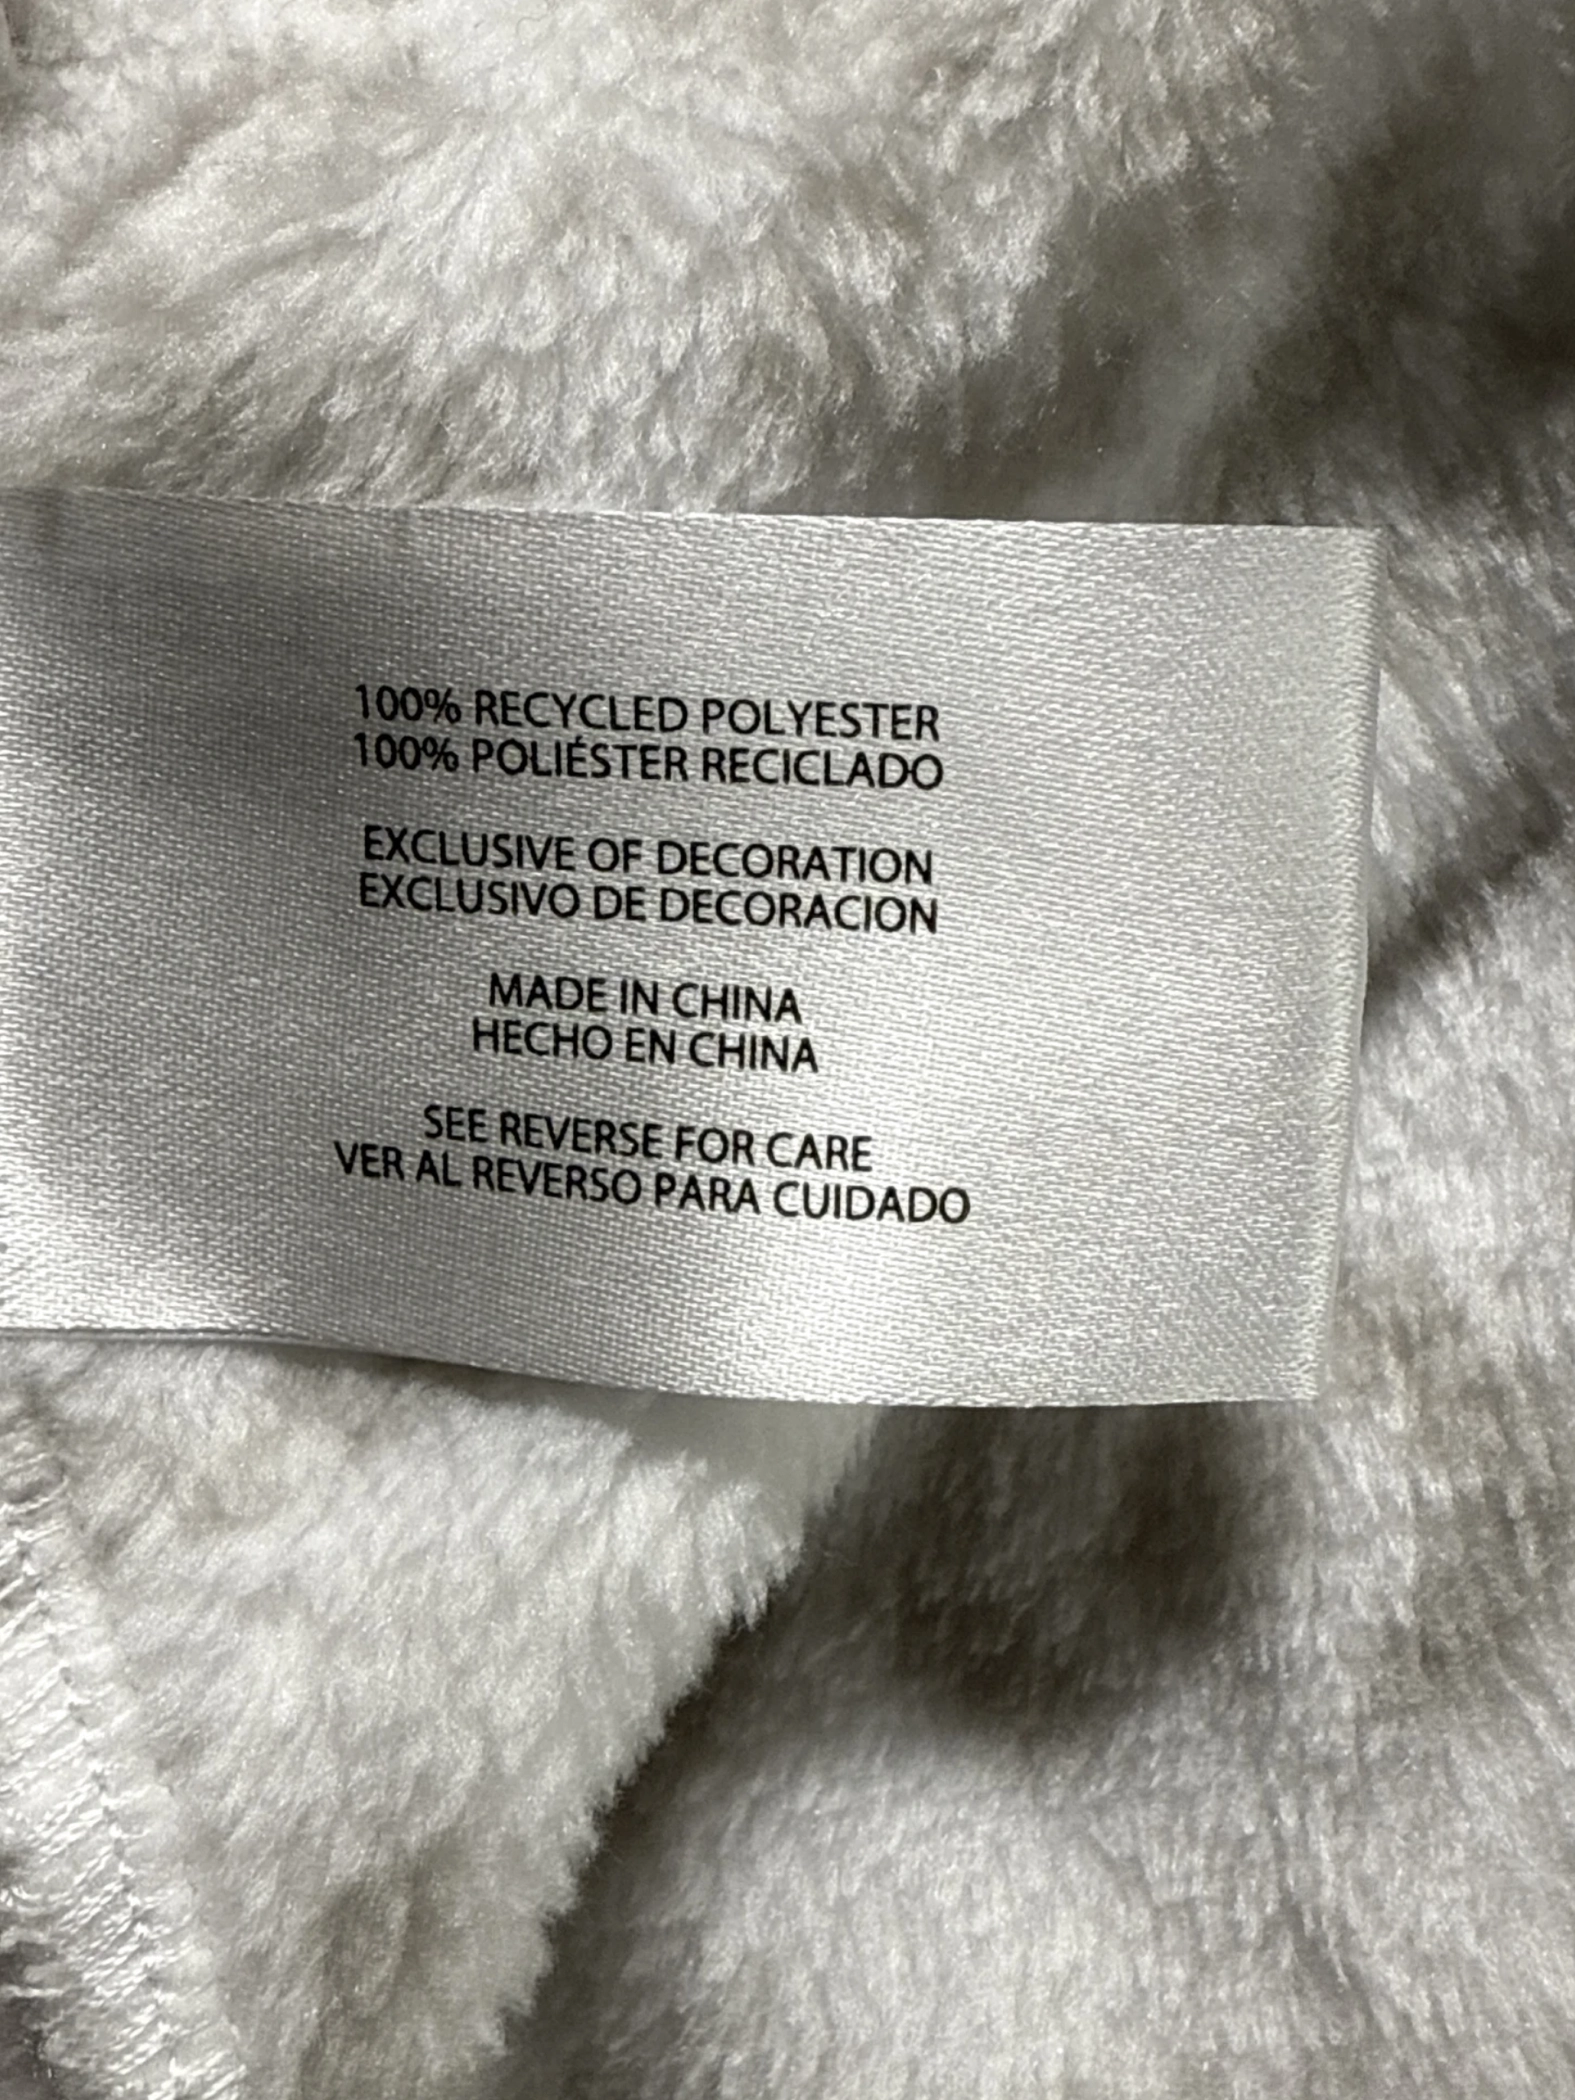 100% RECYCLED POLYESTER
100% POLIÉSTER RECICLADO
EXCLUSIVE OF DECORATION
EXCLUSIVO DE DECORACION
MADE IN CHINA
HECHO EN CHINA
SEE REVERSE FOR CARE
VER AL REVERSO PARA CUIDADO